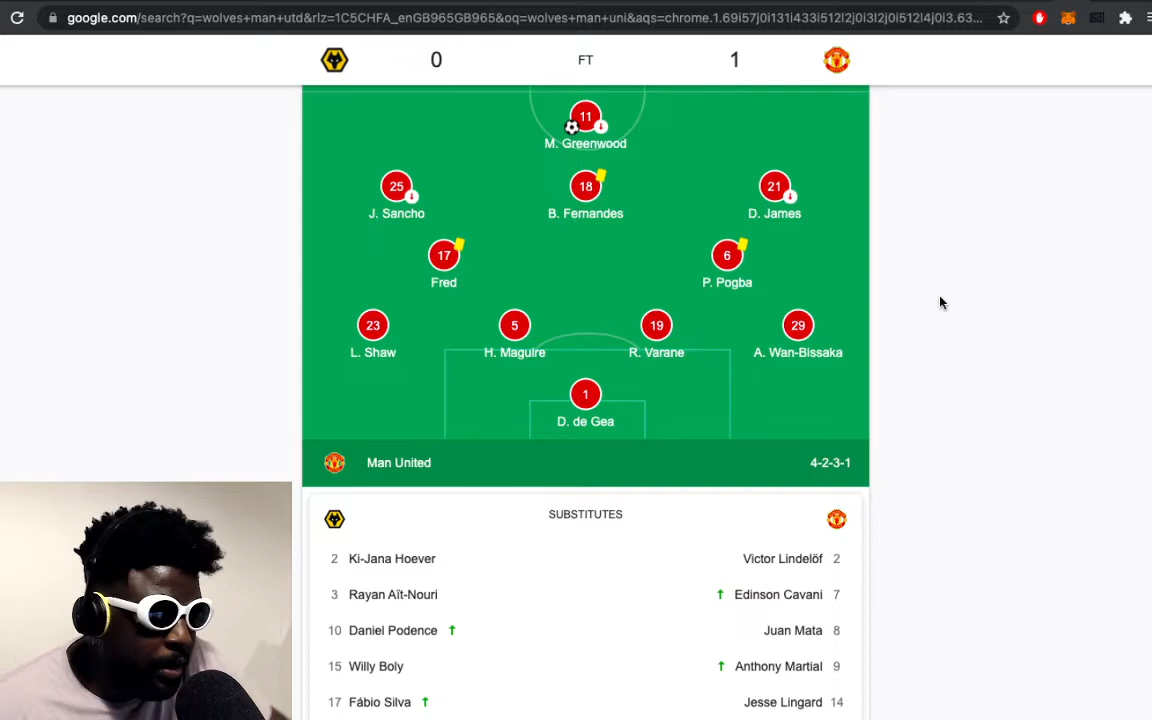 google.com/search?q=wolves+man+utd&rlz=1C5CHFA_enGB965GB965&oq=wolves+man+uni&aqs=chrome.1.69i57j0i131i433i512l2j0i3l2j0i512l4j0i3.63...
0 FT 1
11
M. Greenwood
25 18 21
J. Sancho B. Fernandes D. James
17 6
Fred P. Pogba
23 5 19 29
L. Shaw H. Maguire R. Varane A. Wan-Bissaka
1
D. de Gea
Man United 4-2-3-1
SUBSTITUTES
2 Ki-Jana Hoever Victor Lindelöf 2
3 Rayan Aït-Nouri Edinson Cavani 7
10 Daniel Podence Juan Mata 8
15 Willy Boly Anthony Martial 9
17 Fábio Silva Jesse Lingard 14